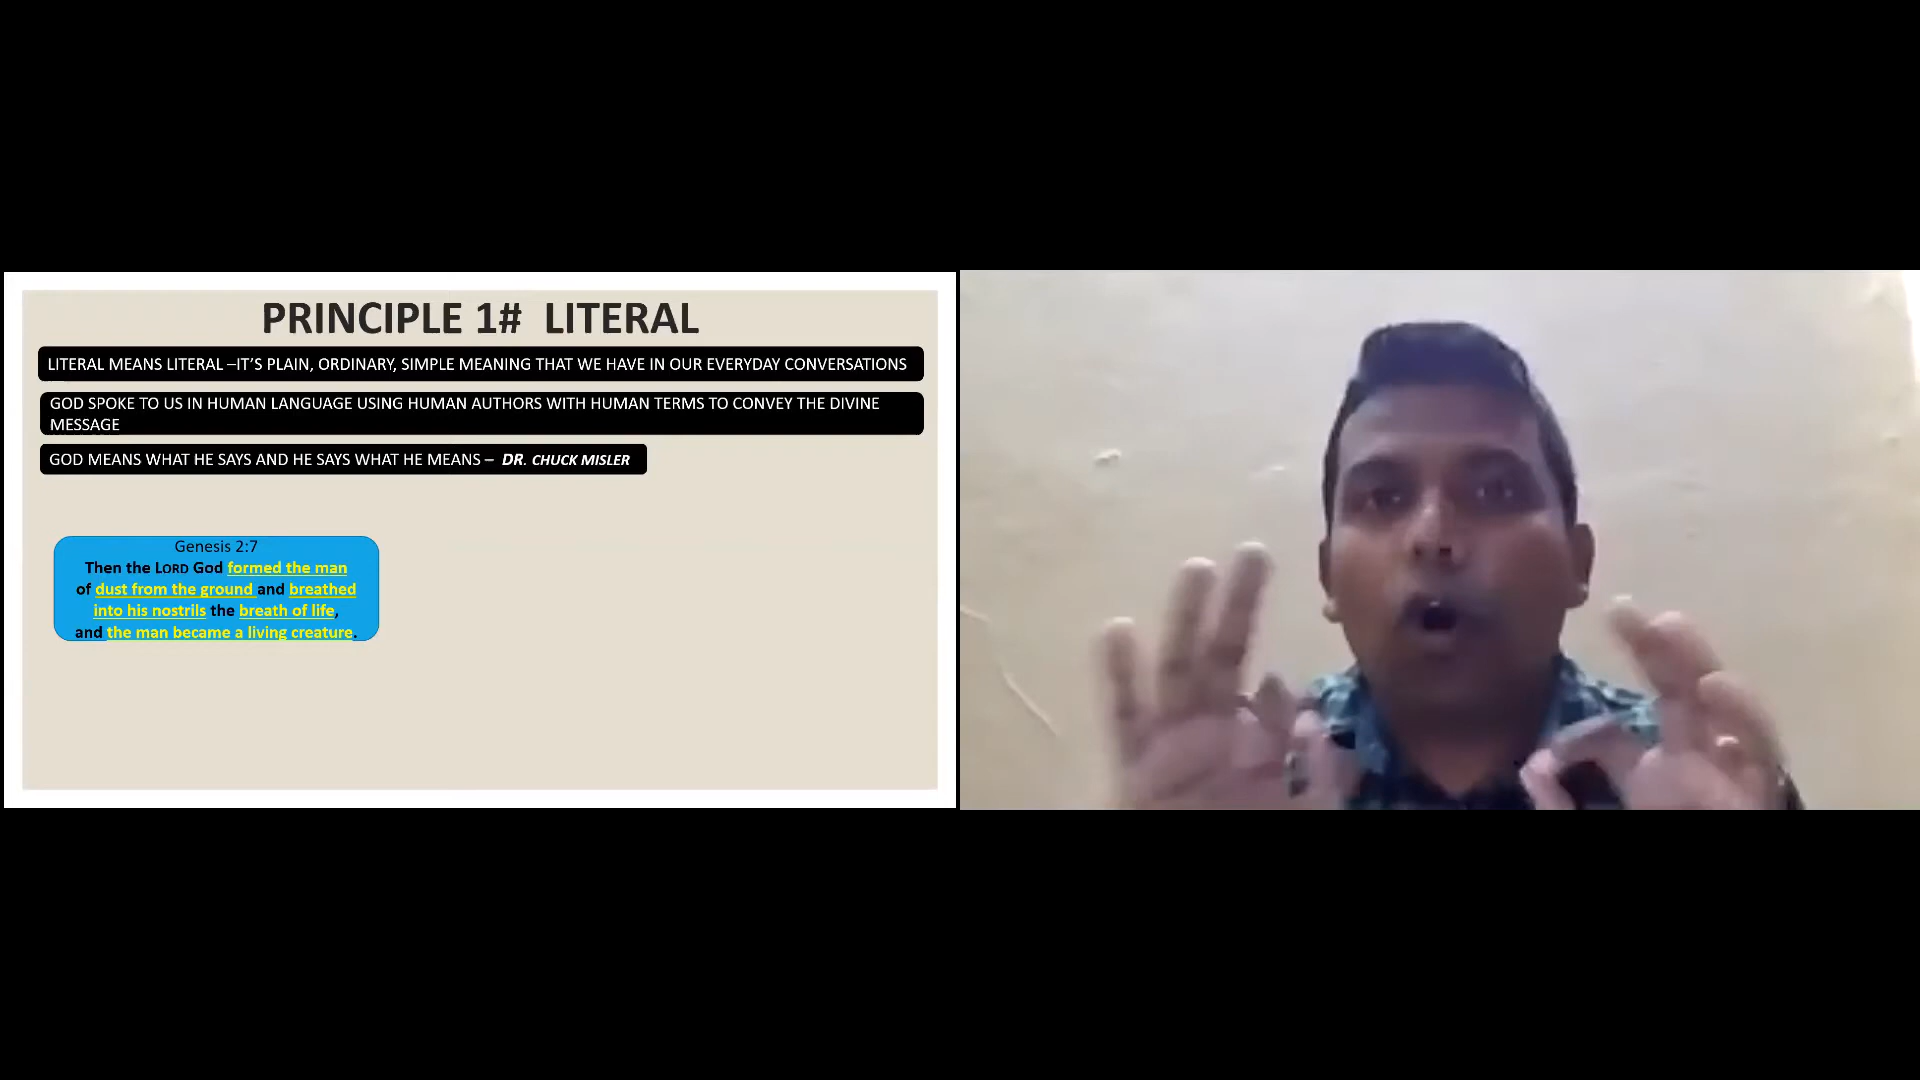 PRINCIPLE 1# LITERAL
LITERAL MEANS LITERAL –IT'S PLAIN, ORDINARY, SIMPLE MEANING THAT WE HAVE IN OUR EVERYDAY CONVERSATIONS
GOD SPOKE TO US IN HUMAN LANGUAGE USING HUMAN AUTHORS WITH HUMAN TERMS TO CONVEY THE DIVINE
MESSAGE
GOD MEANS WHAT HE SAYS AND HE SAYS WHAT HE MEANS – DR. CHUCK MISLER
Genesis 2:7
Then the LORD God formed the man
of dust from the ground and breathed
into his nostrils the breath of life,
and the man became a living creature.